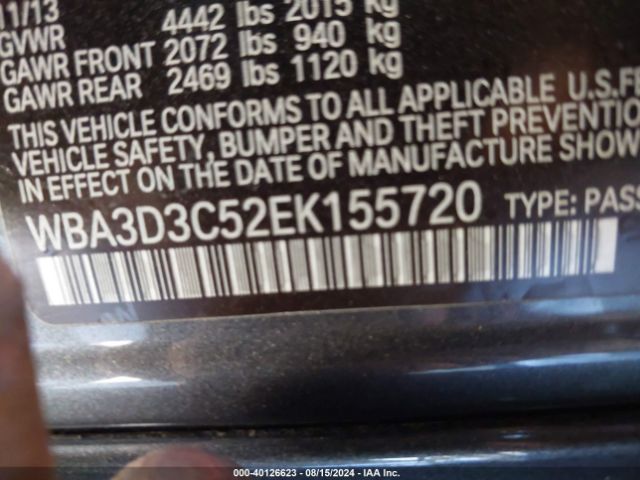 11/13
GVWR 4442 lbs 2015 kg
GAWR FRONT 2072 lbs 940 kg
GAWR REAR 2469 lbs 1120 kg
THIS VEHICLE CONFORMS TO ALL APPLICABLE U.S.FE
VEHICLE SAFETY, BUMPER AND THEFT PREVENTION
IN EFFECT ON THE DATE OF MANUFACTURE SHOW
WBA3D3C52EK155720 TYPE: PASS
000-40126623 - 08/15/2024 - IAA Inc.